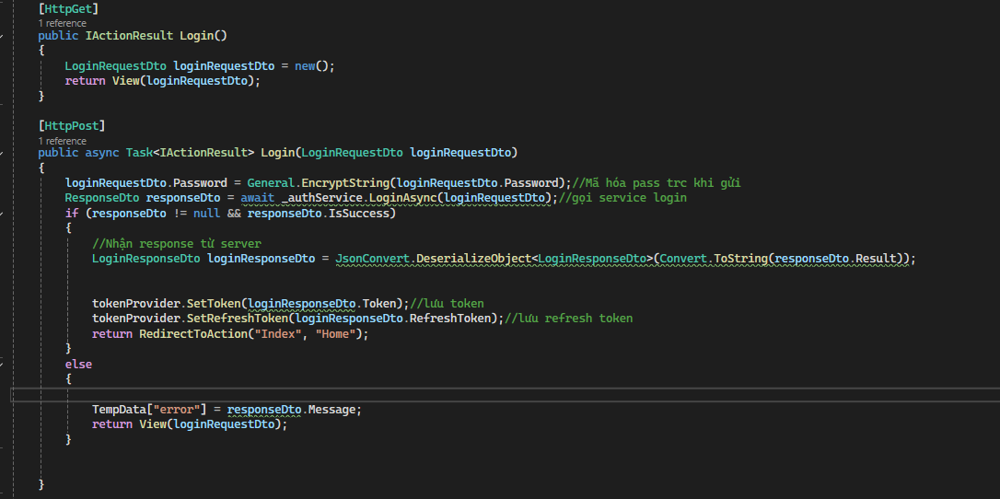 [HttpGet]
1 reference
public IActionResult Login()
{
LoginRequestDto loginRequestDto = new();
return View(loginRequestDto);
}
[HttpPost]
1 reference
public async Task<IActionResult> Login(LoginRequestDto loginRequestDto)
{
loginRequestDto.Password = General.EncryptString(loginRequestDto.Password);//Mã hóa pass trc khi gửi
ResponseDto responseDto = await _authService.LoginAsync(loginRequestDto);//gọi service login
if (responseDto != null && responseDto.IsSuccess)
{
//Nhận response từ server
LoginResponseDto loginResponseDto = JsonConvert.DeserializeObject<LoginResponseDto>(Convert.ToString(responseDto.Result));
tokenProvider.SetToken(loginResponseDto.Token);//lưu token
tokenProvider.SetRefreshToken(loginResponseDto.RefreshToken);//lưu refresh token
return RedirectToAction("Index", "Home");
}
else
{
TempData["error"] = responseDto.Message;
return View(loginRequestDto);
}
}